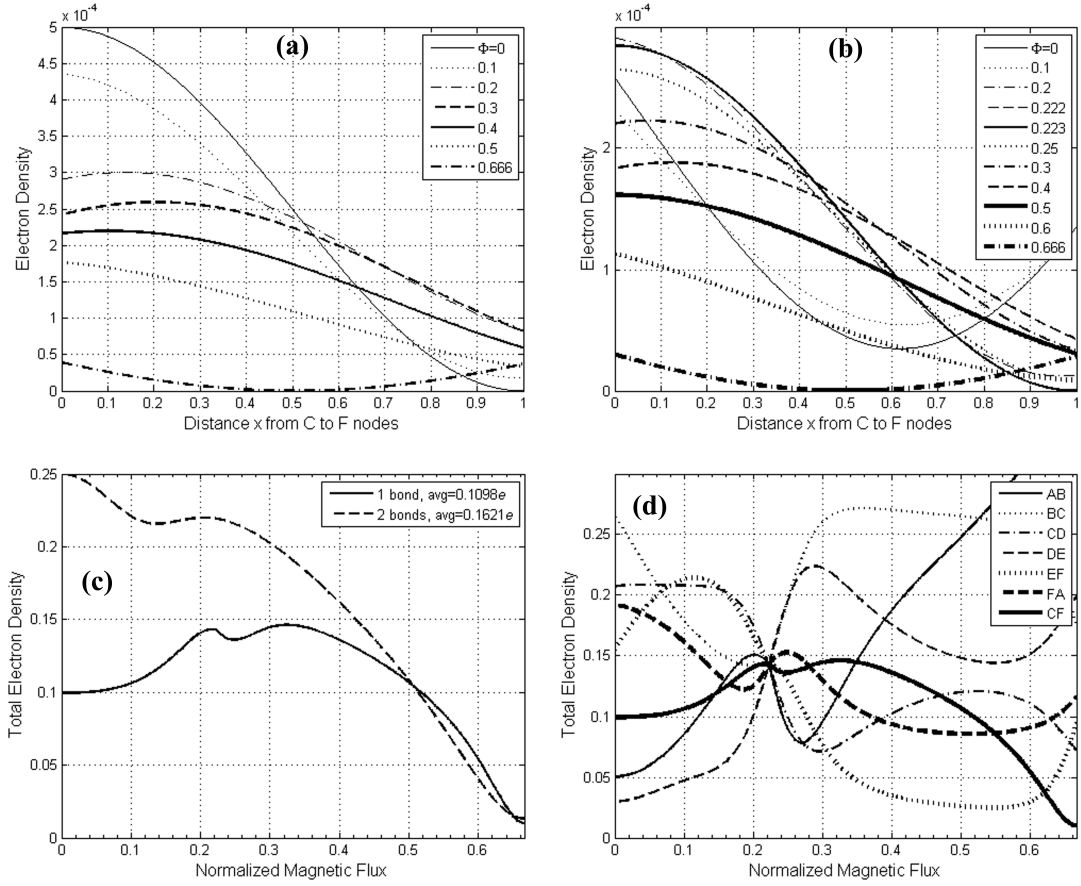 x 10⁻⁴
(a)
Φ=0
0.1
0.2
0.3
0.4
0.5
0.666
5
4.5
4
3.5
3
2.5
2
1.5
1
0.5
0
Electron Density
0 0.1 0.2 0.3 0.4 0.5 0.6 0.7 0.8 0.9 1
Distance x from C to F nodes
x 10⁻⁴
(b)
Φ=0
0.1
0.2
0.222
0.223
0.25
0.3
0.4
0.5
0.6
0.666
2
1
0
Electron Density
0 0.1 0.2 0.3 0.4 0.5 0.6 0.7 0.8 0.9 1
Distance x from C to F nodes
(c)
1 bond, avg=0.1098e
2 bonds, avg=0.1621e
0.25
0.2
0.15
0.1
0.05
0
Total Electron Density
0 0.1 0.2 0.3 0.4 0.5 0.6
Normalized Magnetic Flux
(d)
AB
BC
CD
DE
EF
FA
CF
0.25
0.2
0.15
0.1
0.05
0
Total Electron Density
0 0.1 0.2 0.3 0.4 0.5 0.6
Normalized Magnetic Flux